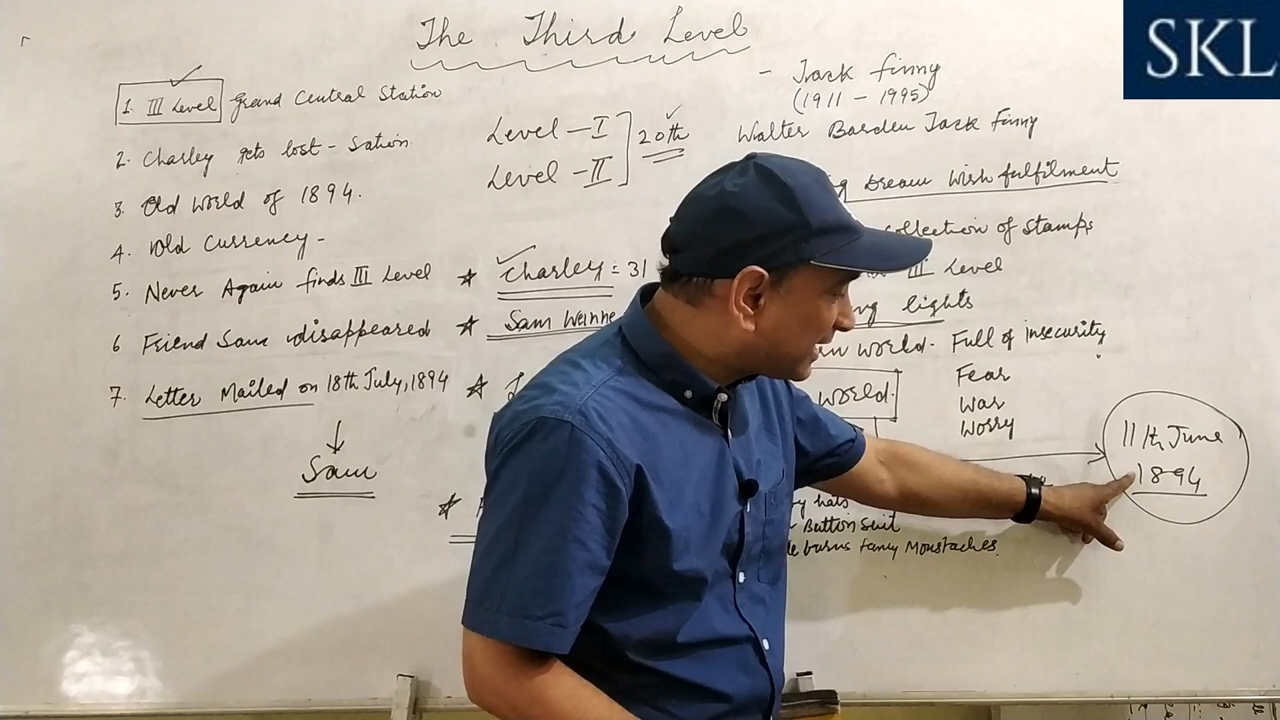 The Third Level
SKL
- Jack finny
(1911 - 1995)
Walter Barden Jack Finny
1. III Level Grand Central Station
2. Charley gets lost - Sation
3. Old World of 1894.
4. Old Currency -
5. Never Again finds III Level
6 Friend Sam disappeared
7. Letter Mailed on 18th July, 1894
Sam
Level - I
Level - II
20th
★ Charley = 31
★ Sam
★
★
Dream Wish fulfilment
collection of stamps
III Level
lights
world. Full of insecurity
Fear
War
Worry
world.
11th June
1894
hats
Button Suit
burns fancy Moustaches.